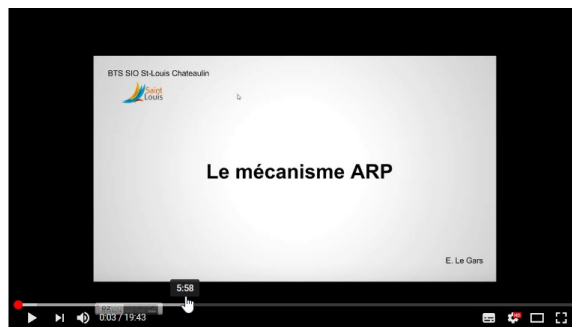 BTS SIO St-Louis Chateaulin
Saint
Louis
Le mécanisme ARP
E. Le Gars
5:58
0:03 / 19:43